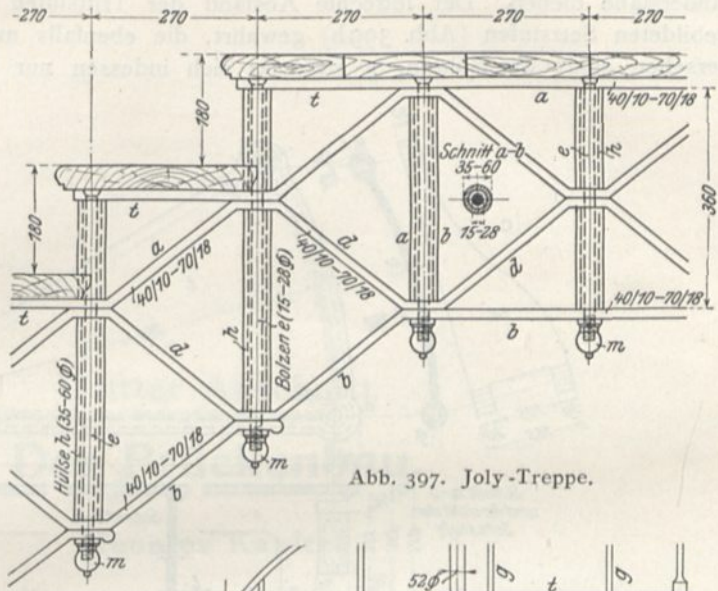 -270
270
270
270
270
180
t
a
40/10-70/18
Schnitt a-b
35-60
15-28
e
h
360
180
t
a
d
a
b
40/10-70/18
40/10-70/18
d
40/10-70/18
t
h
Bolzen e (15-28 ϕ)
b
m
d
b
Hülse h (35-60 ϕ)
e
40/10-70/18
b
m
m
m
Abb. 397. Joly-Treppe.
52 ϕ
g
t
g